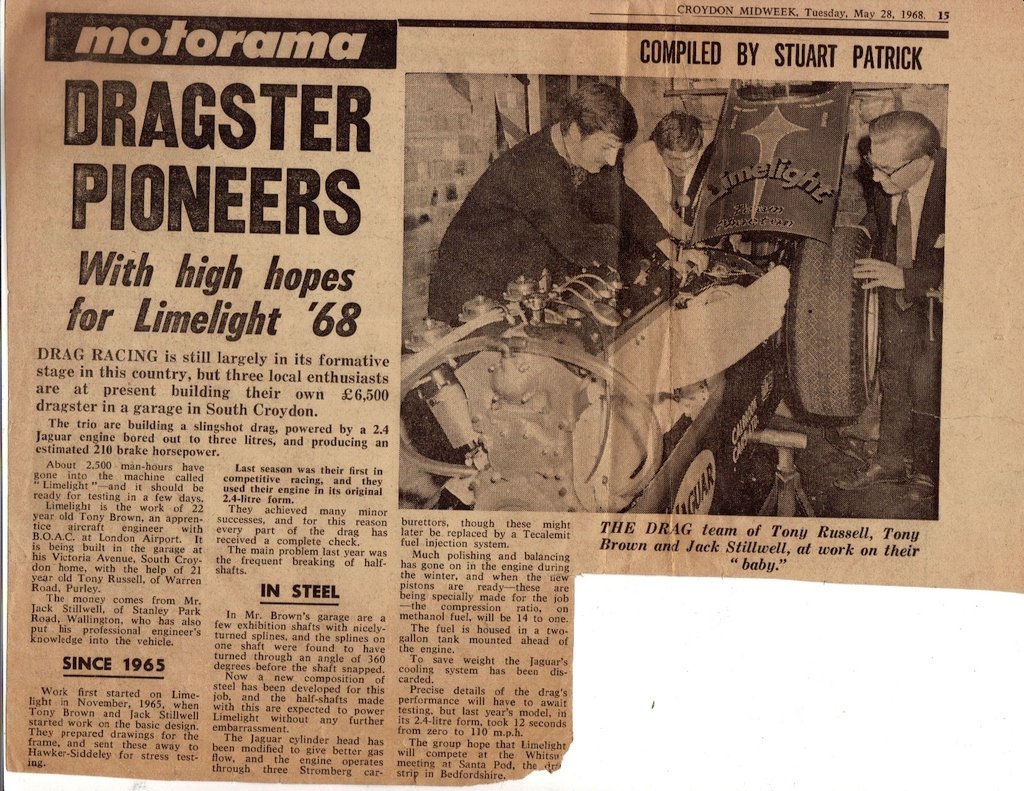 CROYDON MIDWEEK, Tuesday, May 28, 1968. 15
motorama
COMPILED BY STUART PATRICK
DRAGSTER
PIONEERS
With high hopes
for Limelight '68
DRAG RACING is still largely in its formative
stage in this country, but three local enthusiasts
are at present building their own £6,500
dragster in a garage in South Croydon.
The trio are building a slingshot drag, powered by a 2.4
Jaguar engine bored out to three litres, and producing an
estimated 210 brake horsepower.
About 2,500 man-hours have
gone into the machine called
"Limelight"—and it should be
ready for testing in a few days.
Limelight is the work of 22
year old Tony Brown, an appren-
tice aircraft engineer with
B.O.A.C. at London Airport. It
is being built in the garage at
his Victoria Avenue, South Croy-
don home, with the help of 21
year old Tony Russell, of Warren
Road, Purley.
The money comes from Mr.
Jack Stillwell, of Stanley Park
Road, Wallington, who has also
put his professional engineer's
knowledge into the vehicle.
SINCE 1965
Work first started on Lime-
light in November, 1965, when
Tony Brown and Jack Stillwell
started work on the basic design.
They prepared drawings for the
frame, and sent these away to
Hawker-Siddeley for stress test-
ing.
Last season was their first in
competitive racing, and they
used their engine in its original
2.4-litre form.
They achieved many minor
successes, and for this reason
every part of the drag has
received a complete check.
The main problem last year was
the frequent breaking of half-
shafts.
IN STEEL
In Mr. Brown's garage are a
few exhibition shafts with nicely-
turned splines, and the splines on
one shaft were found to have
turned through an angle of 360
degrees before the shaft snapped.
Now a new composition of
steel has been developed for this
job, and the half-shafts made
with this are expected to power
Limelight without any further
embarrassment.
The Jaguar cylinder head has
been modified to give better gas
flow, and the engine operates
through three Stromberg car-
burettors, though these might
later be replaced by a Tecalemit
fuel injection system.
Much polishing and balancing
has gone on in the engine during
the winter, and when the new
pistons are ready—these are
being specially made for the job
—the compression ratio, on
methanol fuel, will be 14 to one.
The fuel is housed in a two-
gallon tank mounted ahead of
the engine.
To save weight the Jaguar's
cooling system has been dis-
carded.
Precise details of the drag's
performance will have to await
testing, but last year's model, in
its 2.4-litre form, took 12 seconds
from zero to 110 m.p.h.
The group hope that Limelight
will compete at the Whitsun
meeting at Santa Pod, the
strip in Bedfordshire.
Limelight
JAGUAR
THE DRAG team of Tony Russell, Tony
Brown and Jack Stillwell, at work on their
"baby."